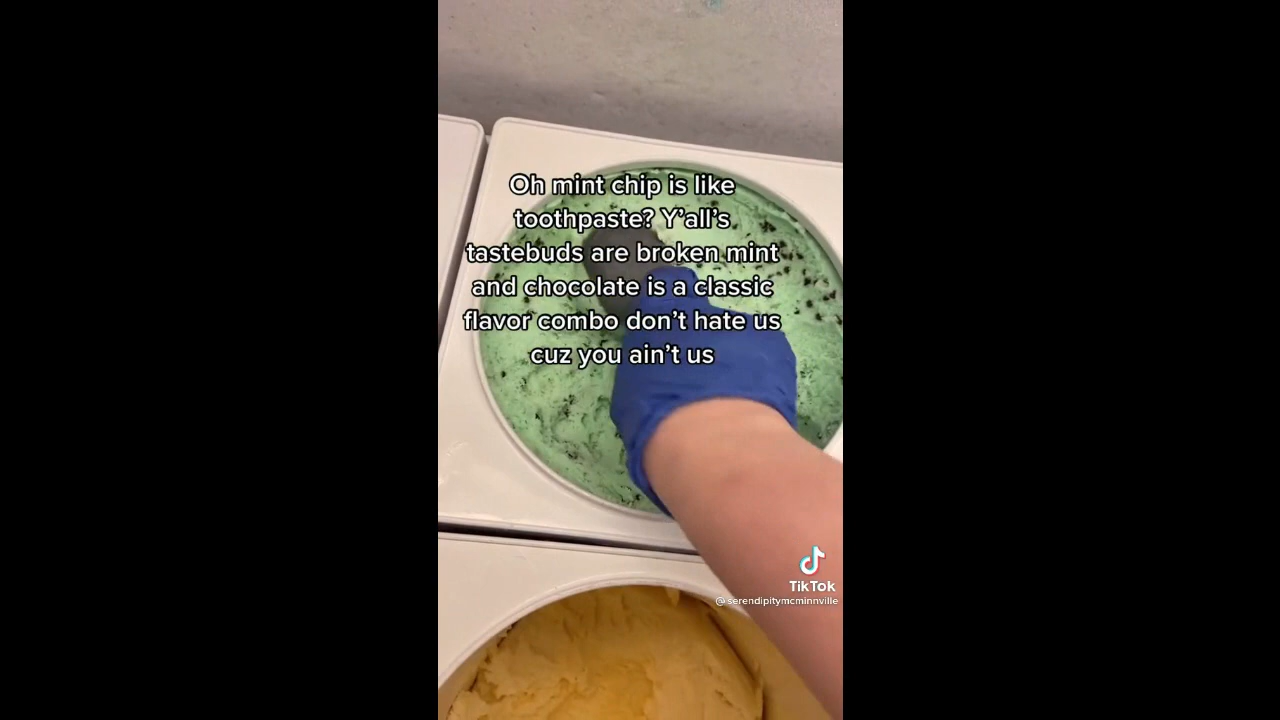 Oh mint chip is like
toothpaste? Y'all's
tastebuds are broken mint
and chocolate is a classic
flavor combo don't hate us
cuz you ain't us
TikTok
@serendipitymcminnville